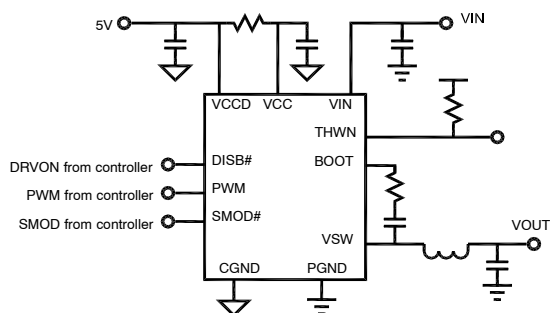 5V
VIN
VCCD
VCC
VIN
THWN
DRVON from controller
DISB#
BOOT
PWM from controller
PWM
SMOD from controller
SMOD#
VSW
VOUT
CGND
PGND